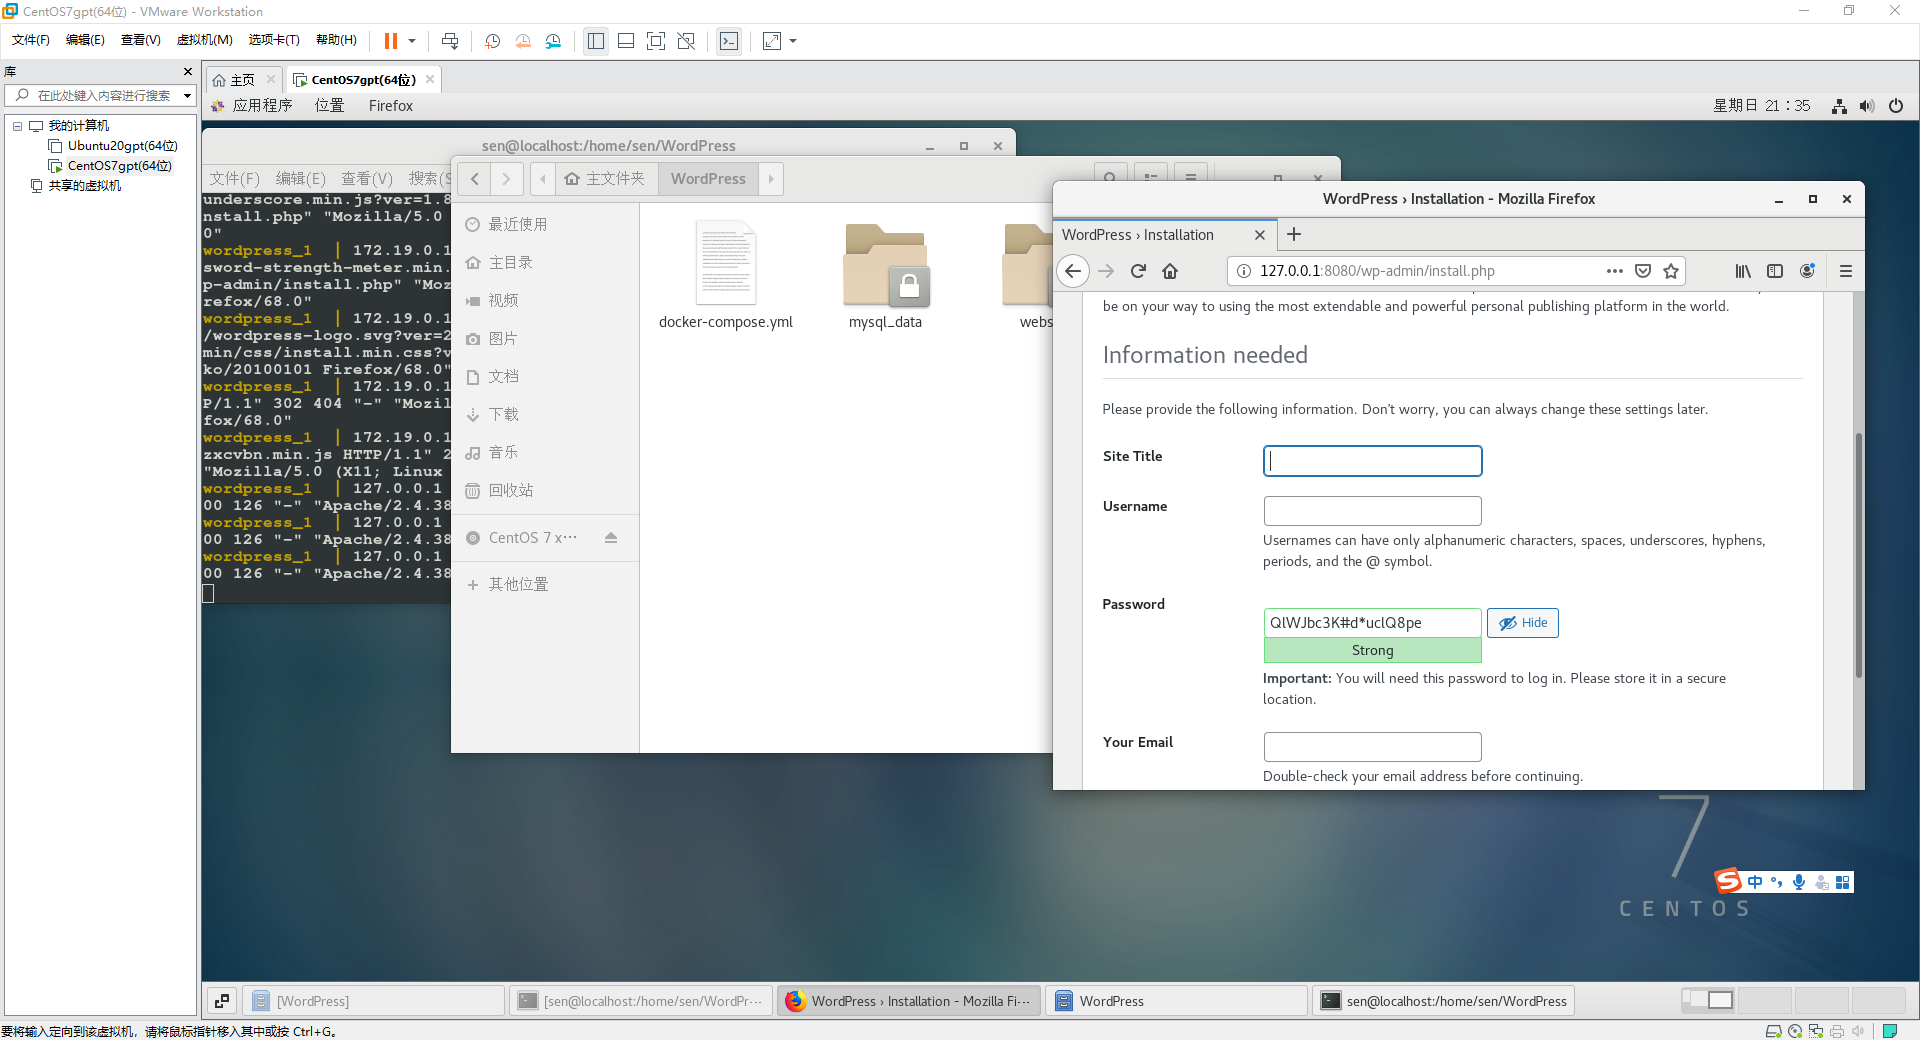 CentOS7gpt(64位) - VMware Workstation
文件(F) 编辑(E) 查看(V) 虚拟机(M) 选项卡(T) 帮助(H)
库
在此处键入内容进行搜索
我的计算机
Ubuntu20gpt(64位)
CentOS7gpt(64位)
共享的虚拟机
主页 CentOS7gpt(64位)
应用程序 位置 Firefox 星期日 21：35
sen@localhost:/home/sen/WordPress
文件(F) 编辑(E) 查看(V) 搜索(S
underscore.min.js?ver=1.8
nstall.php" "Mozilla/5.0
0"
wordpress_1 | 172.19.0.1
sword-strength-meter.min.
p-admin/install.php" "Moz
refox/68.0"
wordpress_1 | 172.19.0.1
/wordpress-logo.svg?ver=2
min/css/install.min.css?v
ko/20100101 Firefox/68.0"
wordpress_1 | 172.19.0.1
P/1.1" 302 404 "-" "Mozil
fox/68.0"
wordpress_1 | 172.19.0.1
zxcvbn.min.js HTTP/1.1" 2
"Mozilla/5.0 (X11; Linux
wordpress_1 | 127.0.0.1
00 126 "-" "Apache/2.4.38
wordpress_1 | 127.0.0.1
00 126 "-" "Apache/2.4.38
wordpress_1 | 127.0.0.1
00 126 "-" "Apache/2.4.38
主文件夹 WordPress
最近使用
主目录
视频
图片
文档
下载
音乐
回收站
CentOS 7 x···
其他位置
docker-compose.yml
mysql_data
webs
WordPress › Installation - Mozilla Firefox
WordPress › Installation
127.0.0.1:8080/wp-admin/install.php
be on your way to using the most extendable and powerful personal publishing platform in the world.
Information needed
Please provide the following information. Don't worry, you can always change these settings later.
Site Title
Username
Usernames can have only alphanumeric characters, spaces, underscores, hyphens,
periods, and the @ symbol.
Password
QlWJbc3K#d*uclQ8pe
Hide
Strong
Important: You will need this password to log in. Please store it in a secure
location.
Your Email
Double-check your email address before continuing.
7
CENTOS
中
[WordPress]
[sen@localhost:/home/sen/WordPr···
WordPress › Installation - Mozilla Fi···
WordPress
sen@localhost:/home/sen/WordPress
要将输入定向到该虚拟机，请将鼠标指针移入其中或按 Ctrl+G。